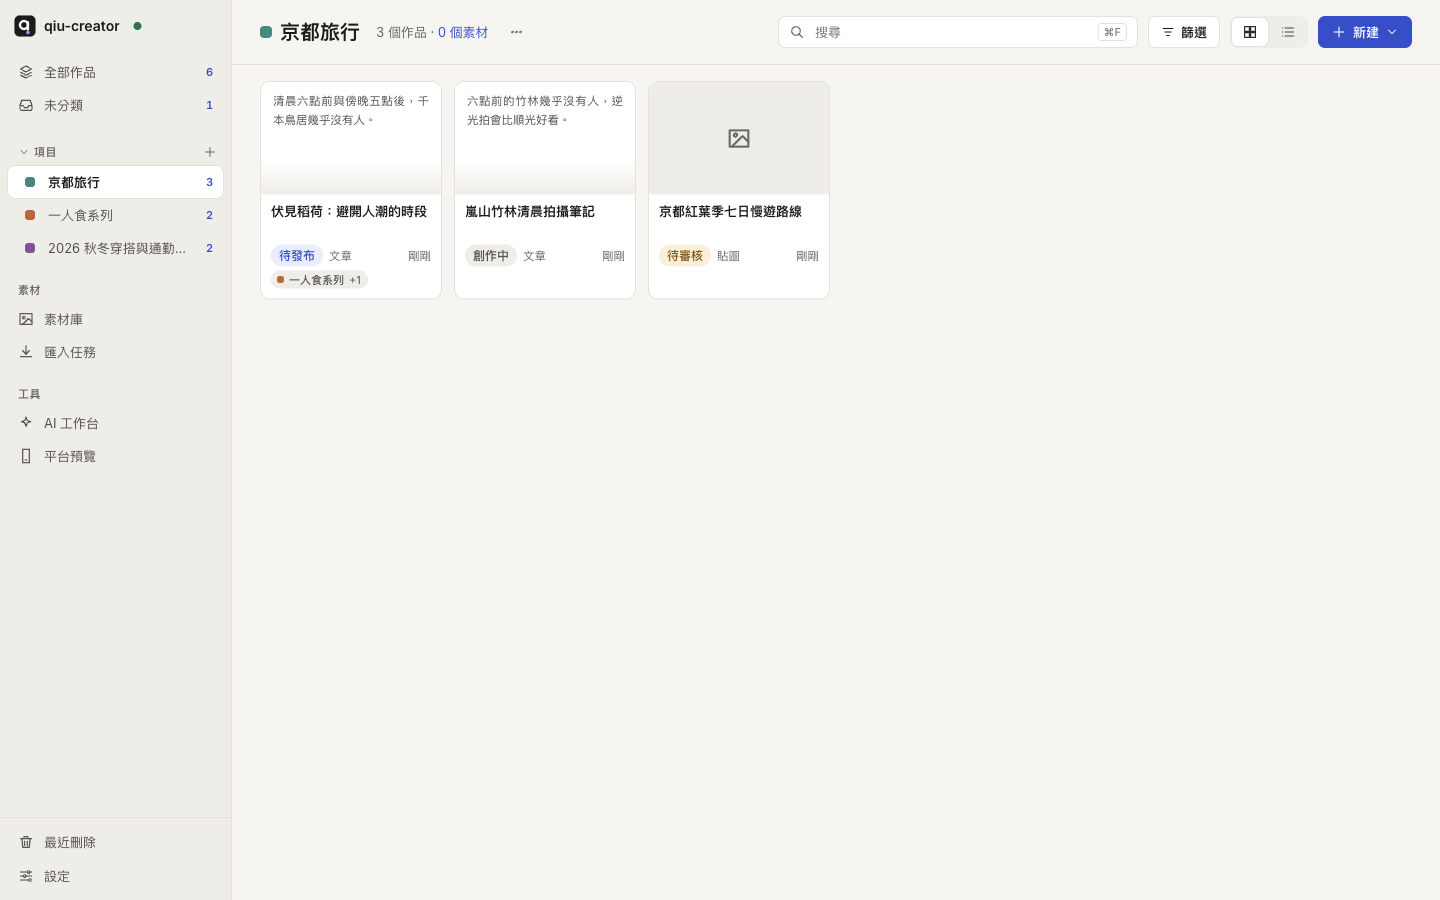 qiu-creator
全部作品 6
未分類 1
項目
京都旅行 3
一人食系列 2
2026 秋冬穿搭與通勤... 2
素材
素材庫
匯入任務
工具
AI 工作台
平台預覽
最近刪除
設定
京都旅行 3 個作品 · 0 個素材
搜尋 ⌘F
篩選
新建
清晨六點前與傍晚五點後，千
本鳥居幾乎沒有人。
伏見稻荷：避開人潮的時段
待發布 文章 剛剛
一人食系列 +1
六點前的竹林幾乎沒有人，逆
光拍會比順光好看。
嵐山竹林清晨拍攝筆記
創作中 文章 剛剛
京都紅葉季七日慢遊路線
待審核 貼圖 剛剛